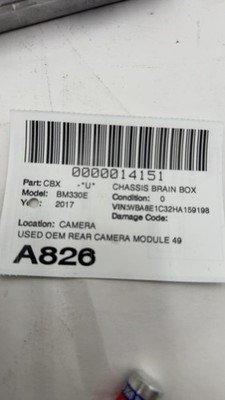 0000014151
Part: CBX -*U* CHASSIS BRAIN BOX
Model: BM330E Condition: 0
2017 VIN:WBA8E1C32HA159198
Damage Code:
Location: CAMERA
USED OEM REAR CAMERA MODULE 49
A826